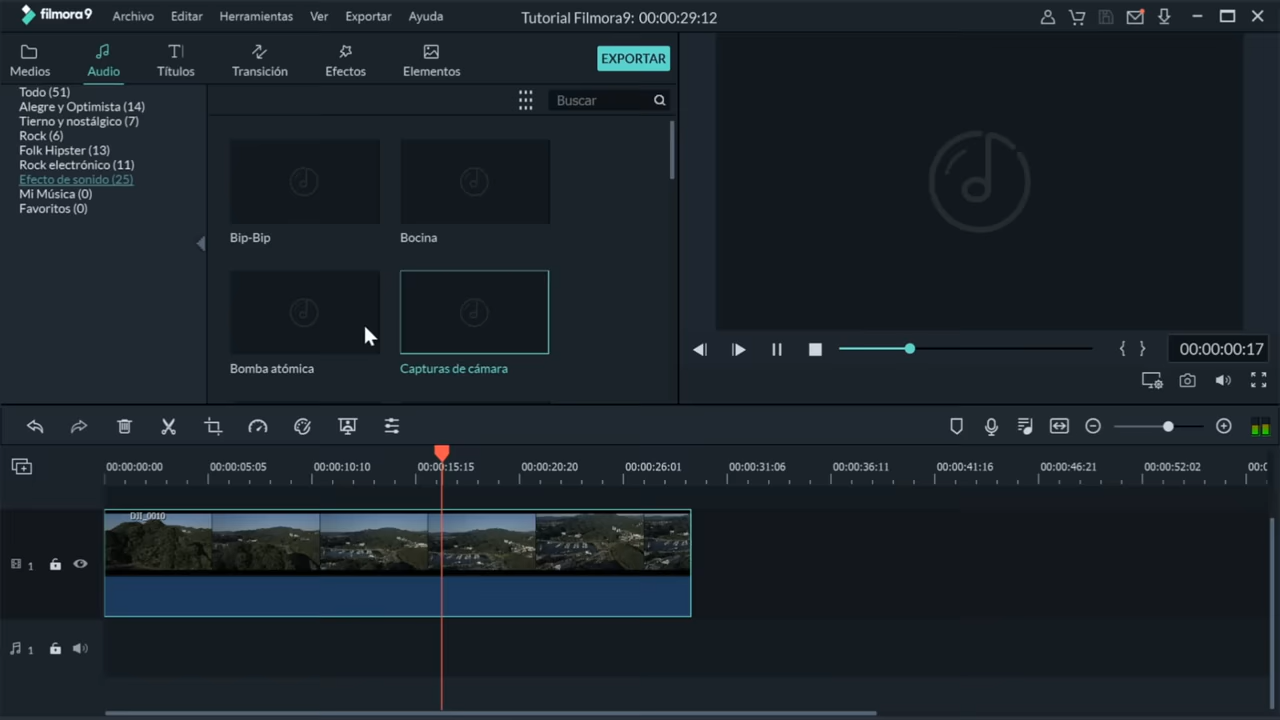 filmora9 Archivo Editar Herramientas Ver Exportar Ayuda Tutorial Filmora9: 00:00:29:12
Medios Audio Títulos Transición Efectos Elementos EXPORTAR
Todo (51)
Alegre y Optimista (14)
Tierno y nostálgico (7)
Rock (6)
Folk Hipster (13)
Rock electrónico (11)
Efecto de sonido (25)
Mi Música (0)
Favoritos (0)
Buscar
Bip-Bip Bocina
Bomba atómica Capturas de cámara
00:00:00:17
00:00:00:00 00:00:05:05 00:00:10:10 00:00:15:15 00:00:20:20 00:00:26:01 00:00:31:06 00:00:36:11 00:00:41:16 00:00:46:21 00:00:52:02 00:0
DJI_0010
1
1